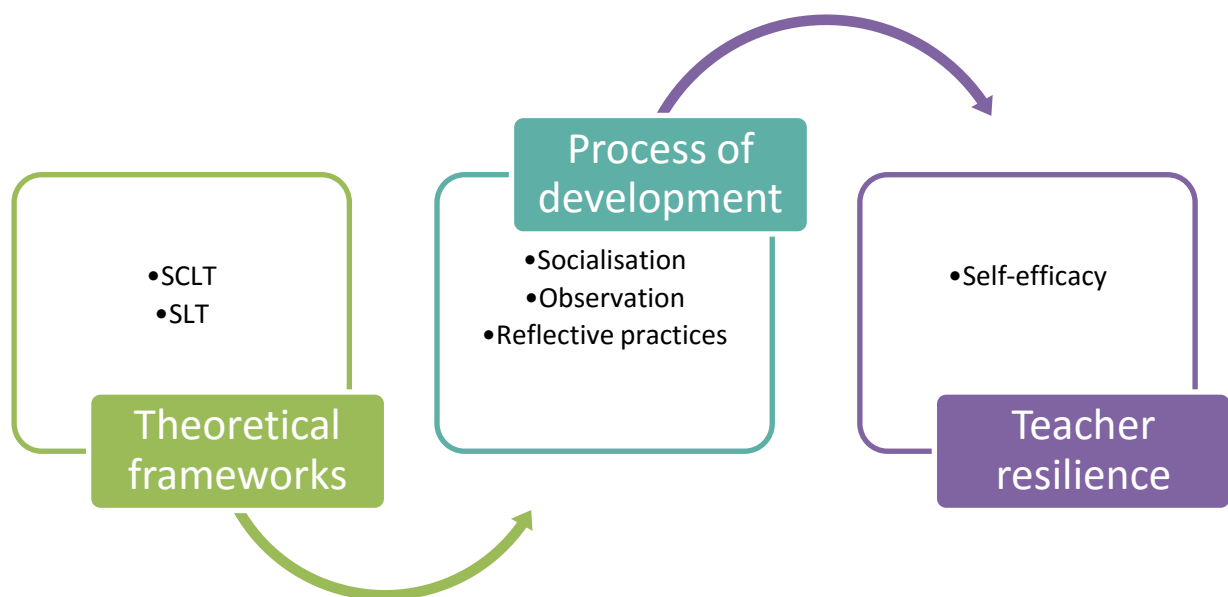 •SCLT
•SLT
Theoretical
frameworks
Process of
development
•Socialisation
•Observation
•Reflective practices
•Self-efficacy
Teacher
resilience